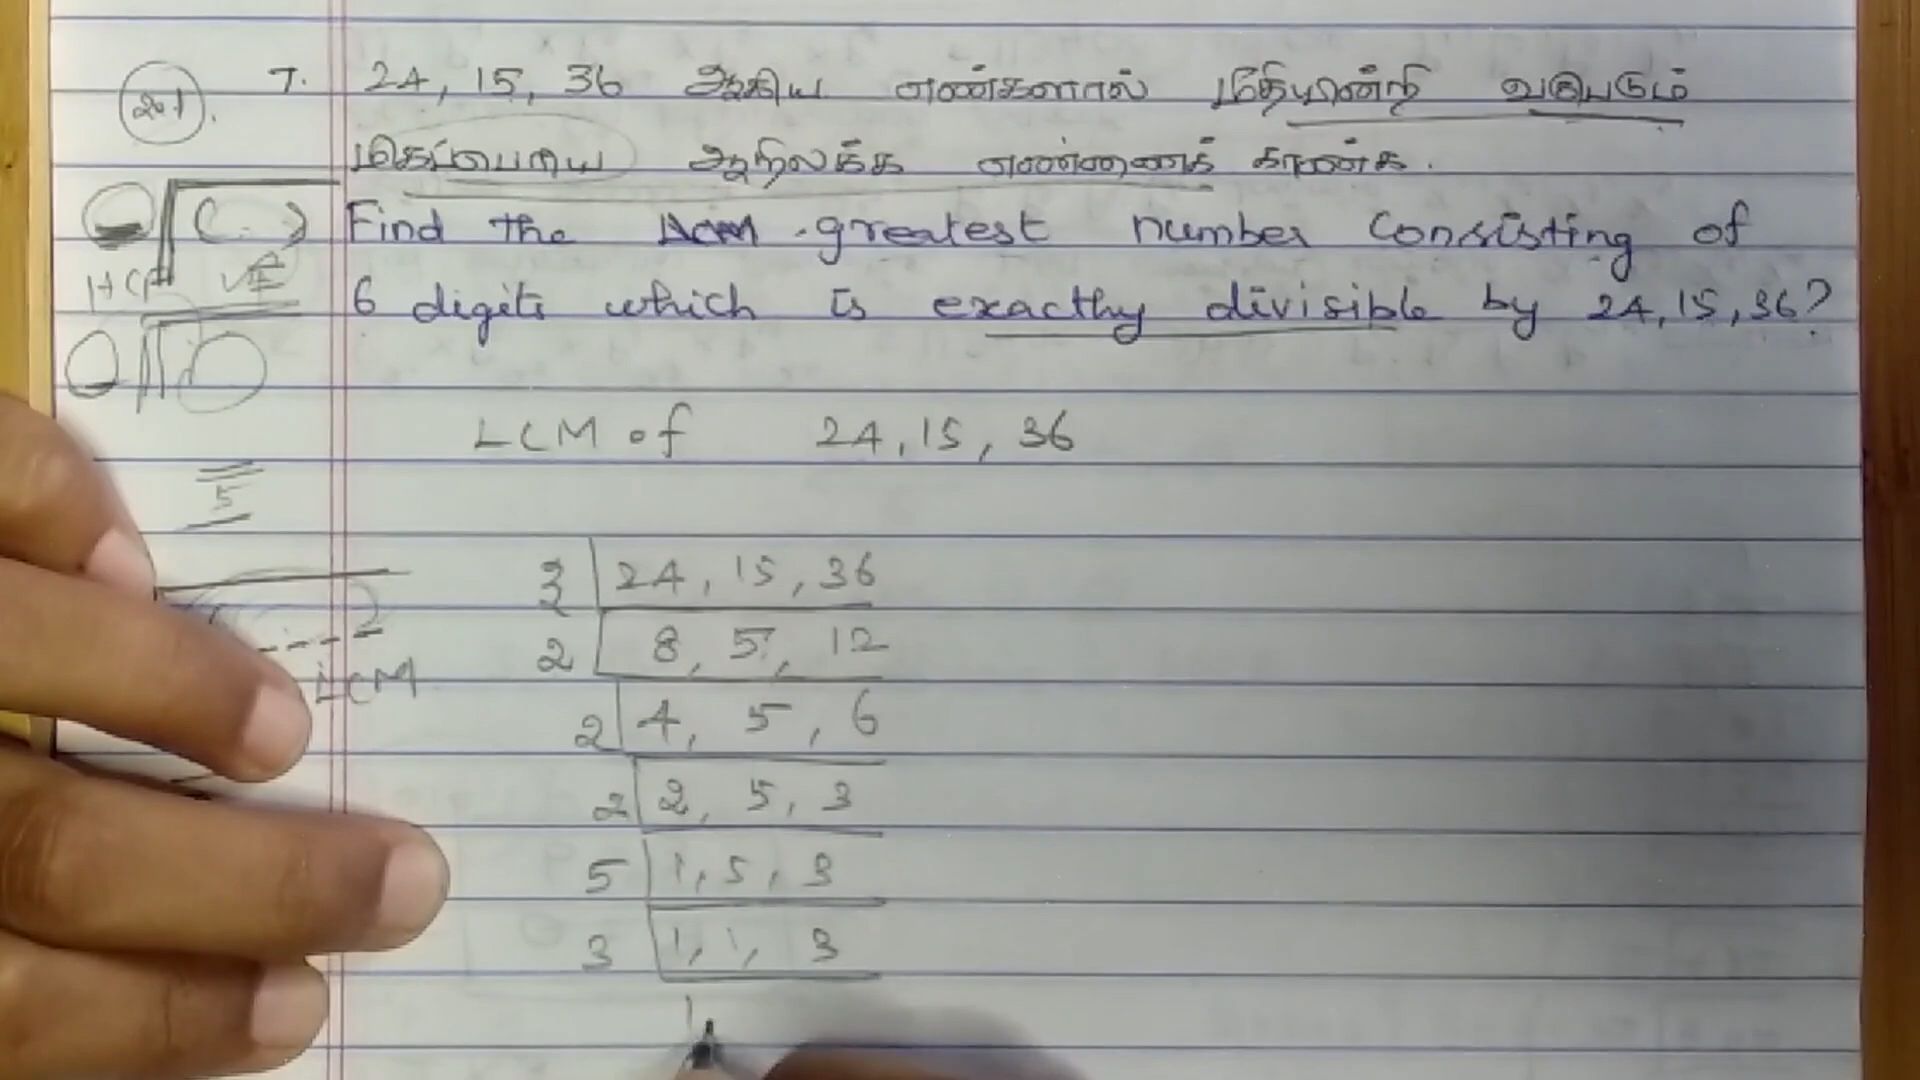 7. 24, 15, 36 ஆகிய எண்களால் மீதியின்றி வகுபடும்
மிகப்பெரிய ஆறிலக்க எண்ணைக் காண்க.
Find the greatest number consisting of
6 digits which is exactly divisible by 24, 15, 36?
HCF
LCM of 24, 15, 36
5
3 24, 15, 36
2 8, 5, 12
LCM
2 4, 5, 6
2 2, 5, 3
5 1, 5, 3
3 1, 1, 3
1